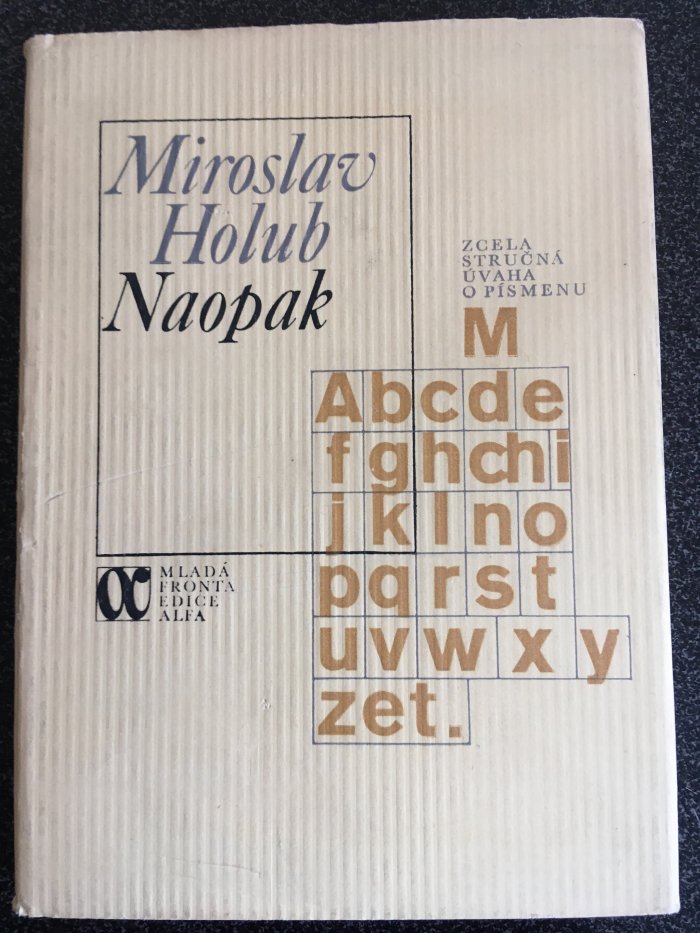 Miroslav
Holub
Naopak
ZCELA
STRUČNÁ
ÚVAHA
O PÍSMENU
M
Abcde
fghchi
jklno
pqrst
uvwxy
zet.
α
MLADÁ
FRONTA
EDICE
ALFA